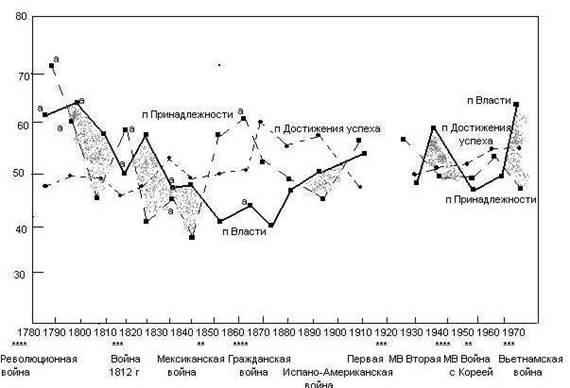 80
70
60
50
40
30
а
а
а
а
а
а
а
а
а
а
п Принадлежности
п Достижения успеха
п Власти
п Власти
п Достижения
успеха
п Принадлежности
1780 1790 1800 1810 1820 1830 1840 1850 1860 1870 1880 1890 1900 1910 1920 1930 1940 1950 1960 1970
**** *** ** **** ** *** **** ** ***
Революционная война
Война 1812 г
Мексиканская война
Гражданская война
Испано-Американская война
Первая МВ
Вторая МВ
Война с Кореей
Вьетнамская война